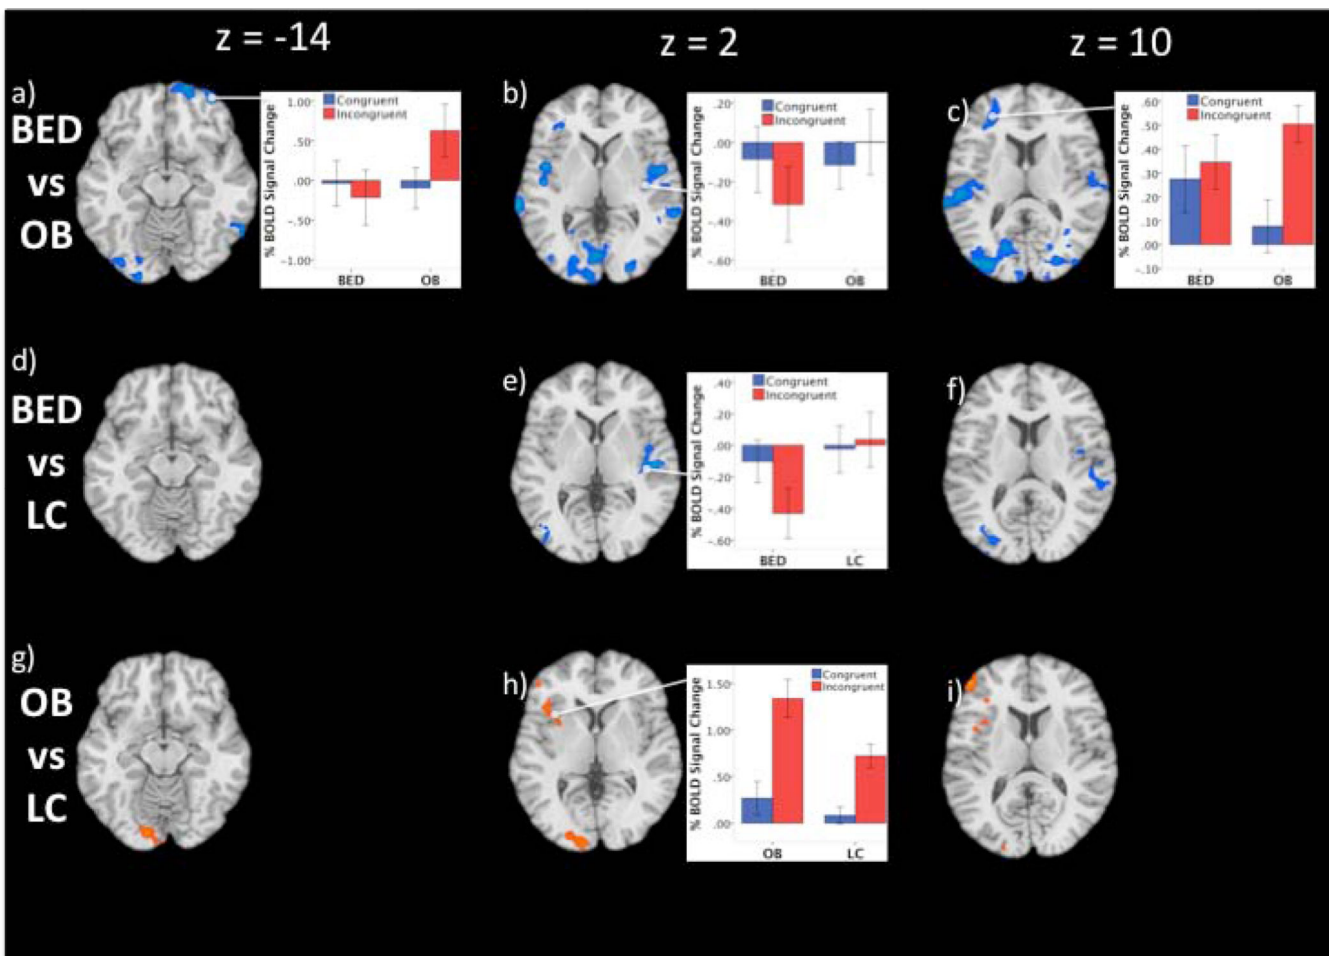 z = -14
z = 2
z = 10
a)
BED
vs
OB
% BOLD Signal Change
1.00
.50
.00
-.50
-1.00
Congruent
Incongruent
BED OB
b)
% BOLD Signal Change
.20
.00
-.20
-.40
-.60
Congruent
Incongruent
BED OB
c)
% BOLD Signal Change
.60
.50
.40
.30
.20
.10
.00
-.10
Congruent
Incongruent
BED OB
d)
BED
vs
LC
e)
% BOLD Signal Change
.40
.20
.00
-.20
-.40
-.60
Congruent
Incongruent
BED LC
f)
g)
OB
vs
LC
h)
% BOLD Signal Change
1.50
1.00
.50
.00
Congruent
Incongruent
OB LC
i)